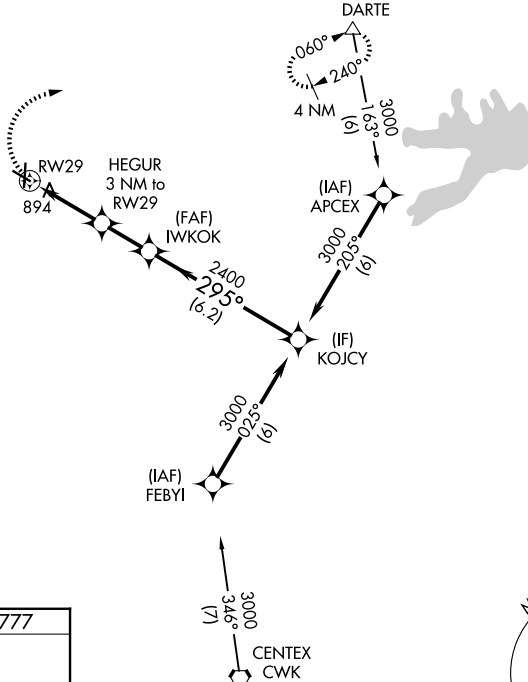 DARTE
060°
240°
4 NM
3000
163°
(6)
RW29
894
HEGUR
3 NM to
RW29
(FAF)
IWKOK
(IAF)
APCEX
3000
205°
(6)
2400
295°
(6.2)
(IF)
KOJCY
3000
025°
(6)
(IAF)
FEBYI
3000
346°
(7)
777
CENTEX
CWK